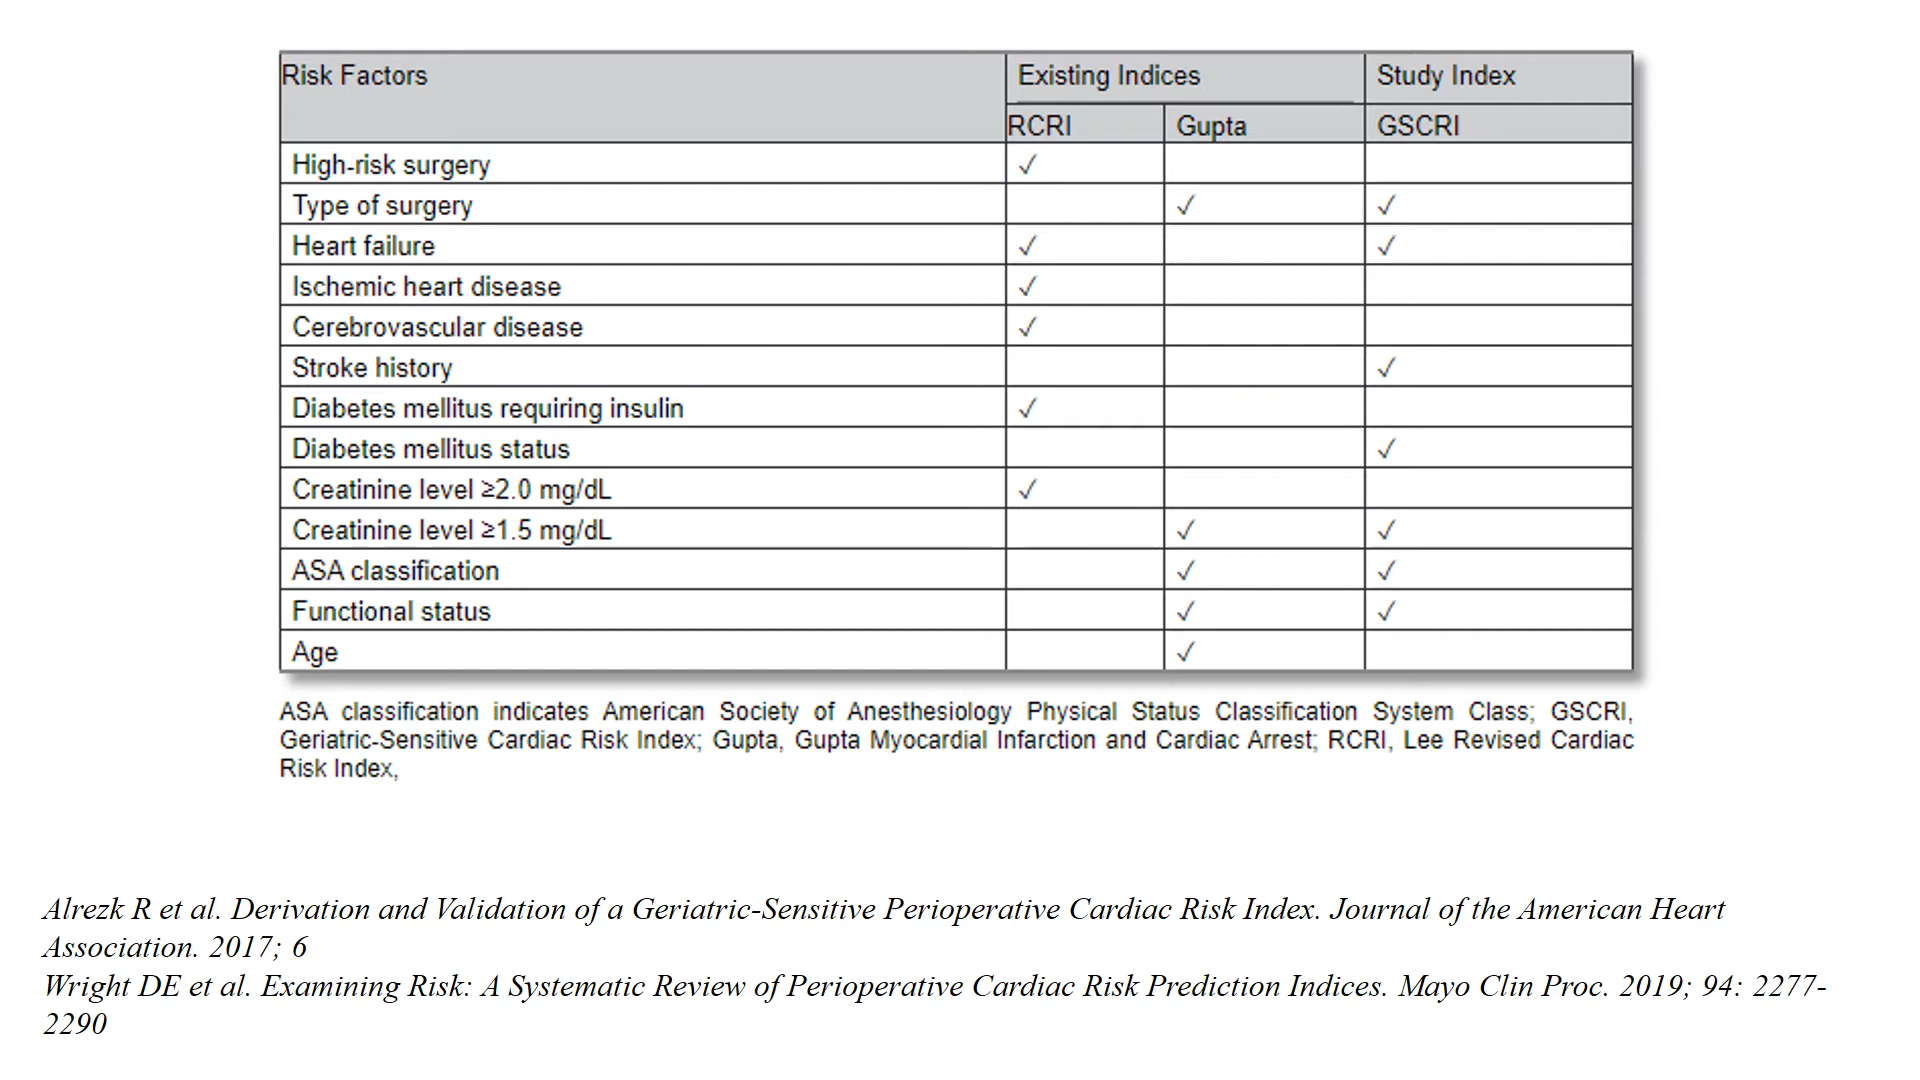 Risk Factors Existing Indices Study Index
RCRI Gupta GSCRI
High-risk surgery ✓
Type of surgery ✓ ✓
Heart failure ✓ ✓
Ischemic heart disease ✓
Cerebrovascular disease ✓
Stroke history ✓
Diabetes mellitus requiring insulin ✓
Diabetes mellitus status ✓
Creatinine level ≥2.0 mg/dL ✓
Creatinine level ≥1.5 mg/dL ✓ ✓
ASA classification ✓ ✓
Functional status ✓ ✓
Age ✓
ASA classification indicates American Society of Anesthesiology Physical Status Classification System Class; GSCRI,
Geriatric-Sensitive Cardiac Risk Index; Gupta, Gupta Myocardial Infarction and Cardiac Arrest; RCRI, Lee Revised Cardiac
Risk Index,
Alrezk R et al. Derivation and Validation of a Geriatric-Sensitive Perioperative Cardiac Risk Index. Journal of the American Heart
Association. 2017; 6
Wright DE et al. Examining Risk: A Systematic Review of Perioperative Cardiac Risk Prediction Indices. Mayo Clin Proc. 2019; 94: 2277-
2290